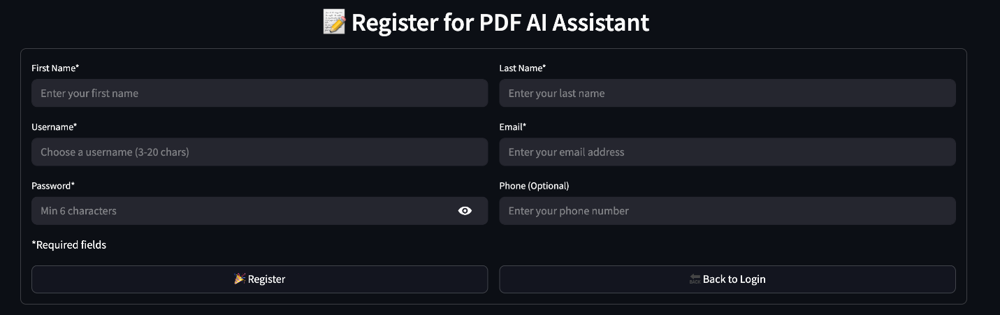 Register for PDF AI Assistant
First Name*
Last Name*
Enter your first name
Enter your last name
Username*
Email*
Choose a username (3-20 chars)
Enter your email address
Password*
Phone (Optional)
Min 6 characters
Enter your phone number
*Required fields
Register
BACK Back to Login